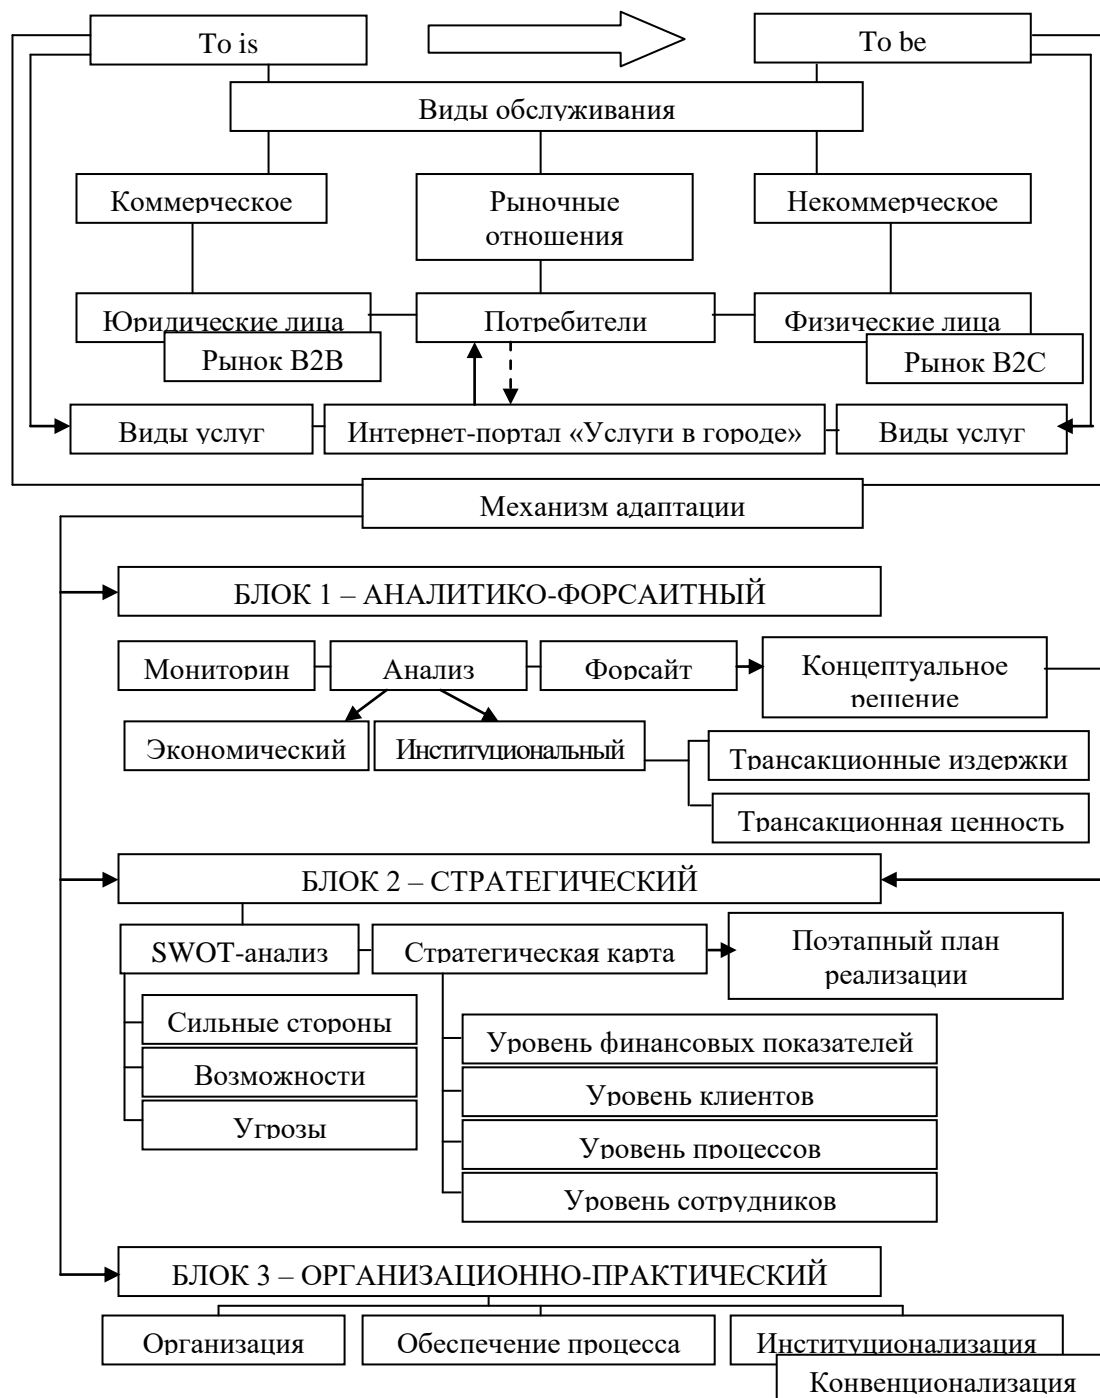 To is
To be
Виды обслуживания
Коммерческое
Рыночные
отношения
Некоммерческое
Юридические лица
Потребители
Физические лица
Рынок B2B
Рынок B2C
Виды услуг
Интернет-портал «Услуги в городе»
Виды услуг
Механизм адаптации
БЛОК 1 – АНАЛИТИКО-ФОРСАИТНЫЙ
Мониторин
Анализ
Форсайт
Концептуальное
решение
Экономический
Институциональный
Трансакционные издержки
Трансакционная ценность
БЛОК 2 – СТРАТЕГИЧЕСКИЙ
SWOT-анализ
Стратегическая карта
Поэтапный план
реализации
Сильные стороны
Возможности
Угрозы
Уровень финансовых показателей
Уровень клиентов
Уровень процессов
Уровень сотрудников
БЛОК 3 – ОРГАНИЗАЦИОННО-ПРАКТИЧЕСКИЙ
Организация
Обеспечение процесса
Институционализация
Конвенционализация